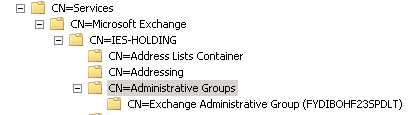 CN=Services
CN=Microsoft Exchange
CN=IES-HOLDING
CN=Address Lists Container
CN=Addressing
CN=Administrative Groups
CN=Exchange Administrative Group (FYDIBOHF23SPDLT)